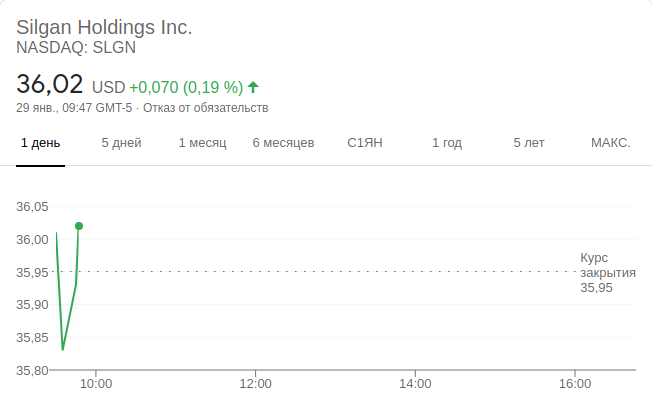 Silgan Holdings Inc.
NASDAQ: SLGN
36,02 USD +0,070 (0,19 %)
29 янв., 09:47 GMT-5 · Отказ от обязательств
1 день 5 дней 1 месяц 6 месяцев С1ЯН 1 год 5 лет МАКС.
36,05
36,00
Курс
35,95 закрытия
35,95
35,90
35,85
35,80
10:00 12:00 14:00 16:00